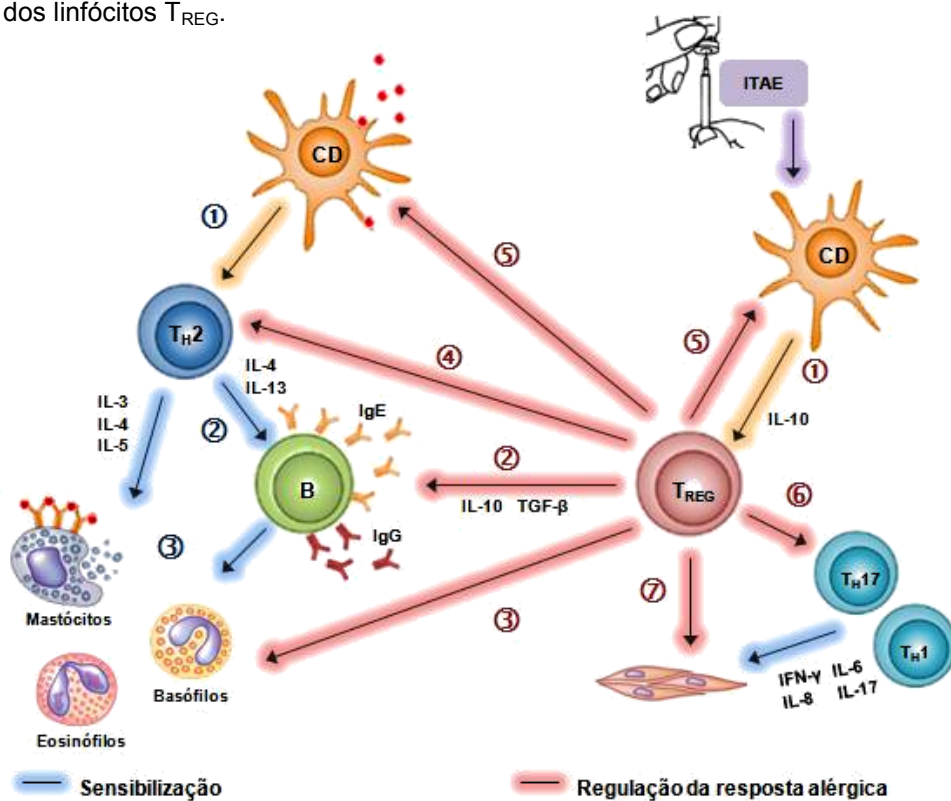 dos linfócitos TREG.
ITAE
CD
①
CD
⑤
TH2
④
⑤
①
IL-4
IL-13
IL-3
IL-4
IL-5
②
IgE
IL-10
②
B
TREG
⑥
IL-10 TGF-β
IgG
③
TH17
Mastócitos
③
⑦
TH1
IFN-γ IL-6
IL-8 IL-17
Basófilos
Eosinófilos
Sensibilização
Regulação da resposta alérgica